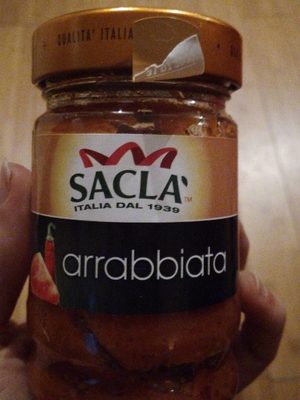 QUALITA' ITALIA
SACLA'
ITALIA DAL 1939
arrabbiata